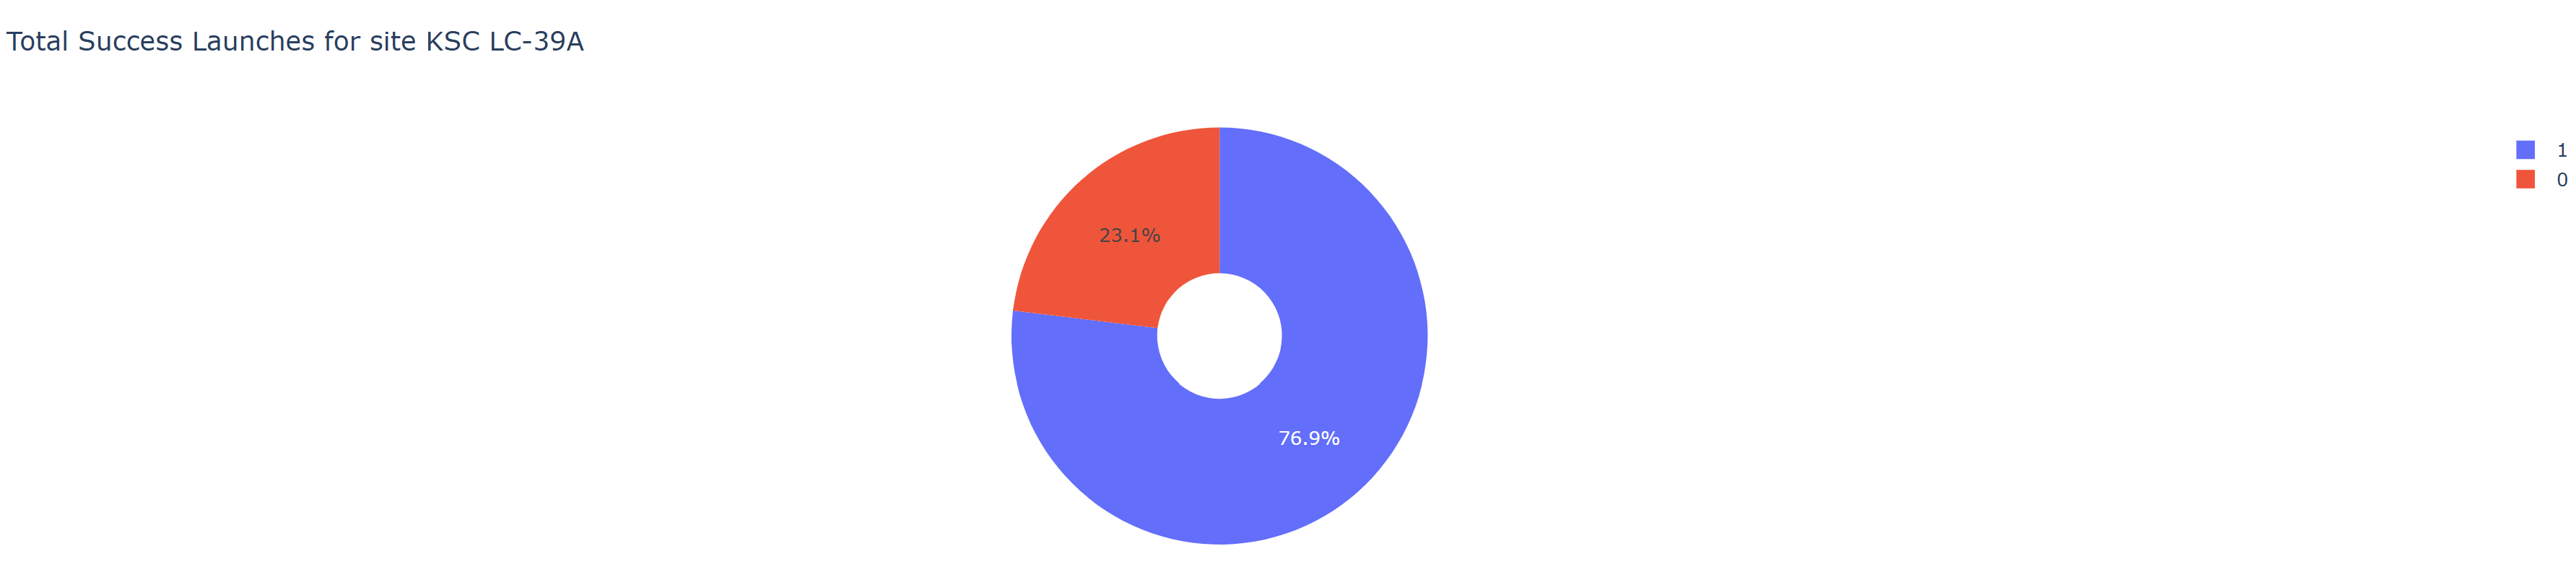 Total Success Launches for site KSC LC-39A
1
0
23.1%
76.9%